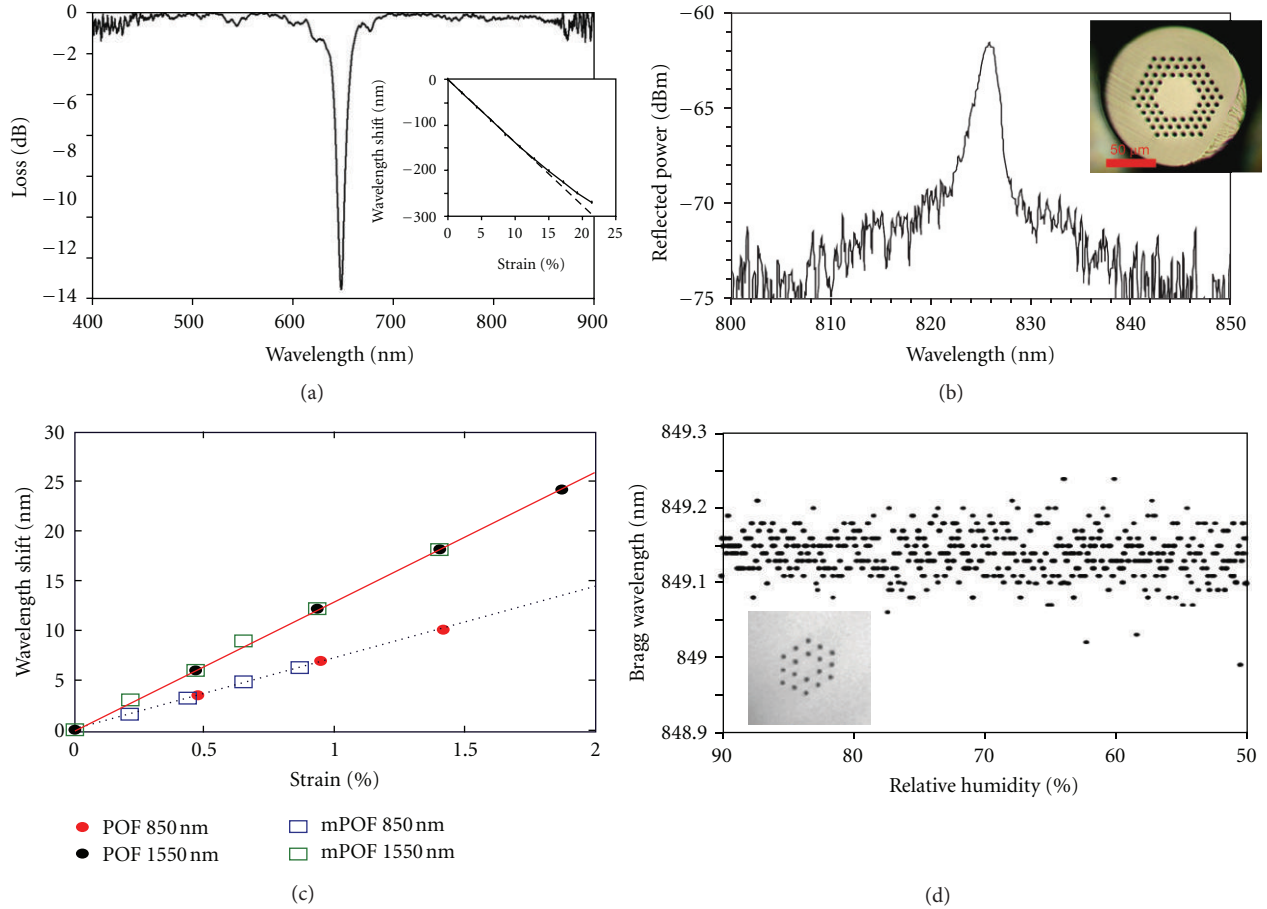 0
−2
−4
−6
−8
−10
−12
−14
Loss (dB)
400 500 600 700 800 900
Wavelength (nm)
0
−100
−200
−300
Wavelength shift (nm)
0 5 10 15 20 25
Strain (%)
(a)
−60
−65
−70
−75
Reflected power (dBm)
50 μm
800 810 820 830 840 850
Wavelength (nm)
(b)
30
25
20
15
10
5
0
Wavelength shift (nm)
0 0.5 1 1.5 2
Strain (%)
POF 850 nm
POF 1550 nm
mPOF 850 nm
mPOF 1550 nm
(c)
849.3
849.2
849.1
849
848.9
Bragg wavelength (nm)
90 80 70 60 50
Relative humidity (%)
(d)